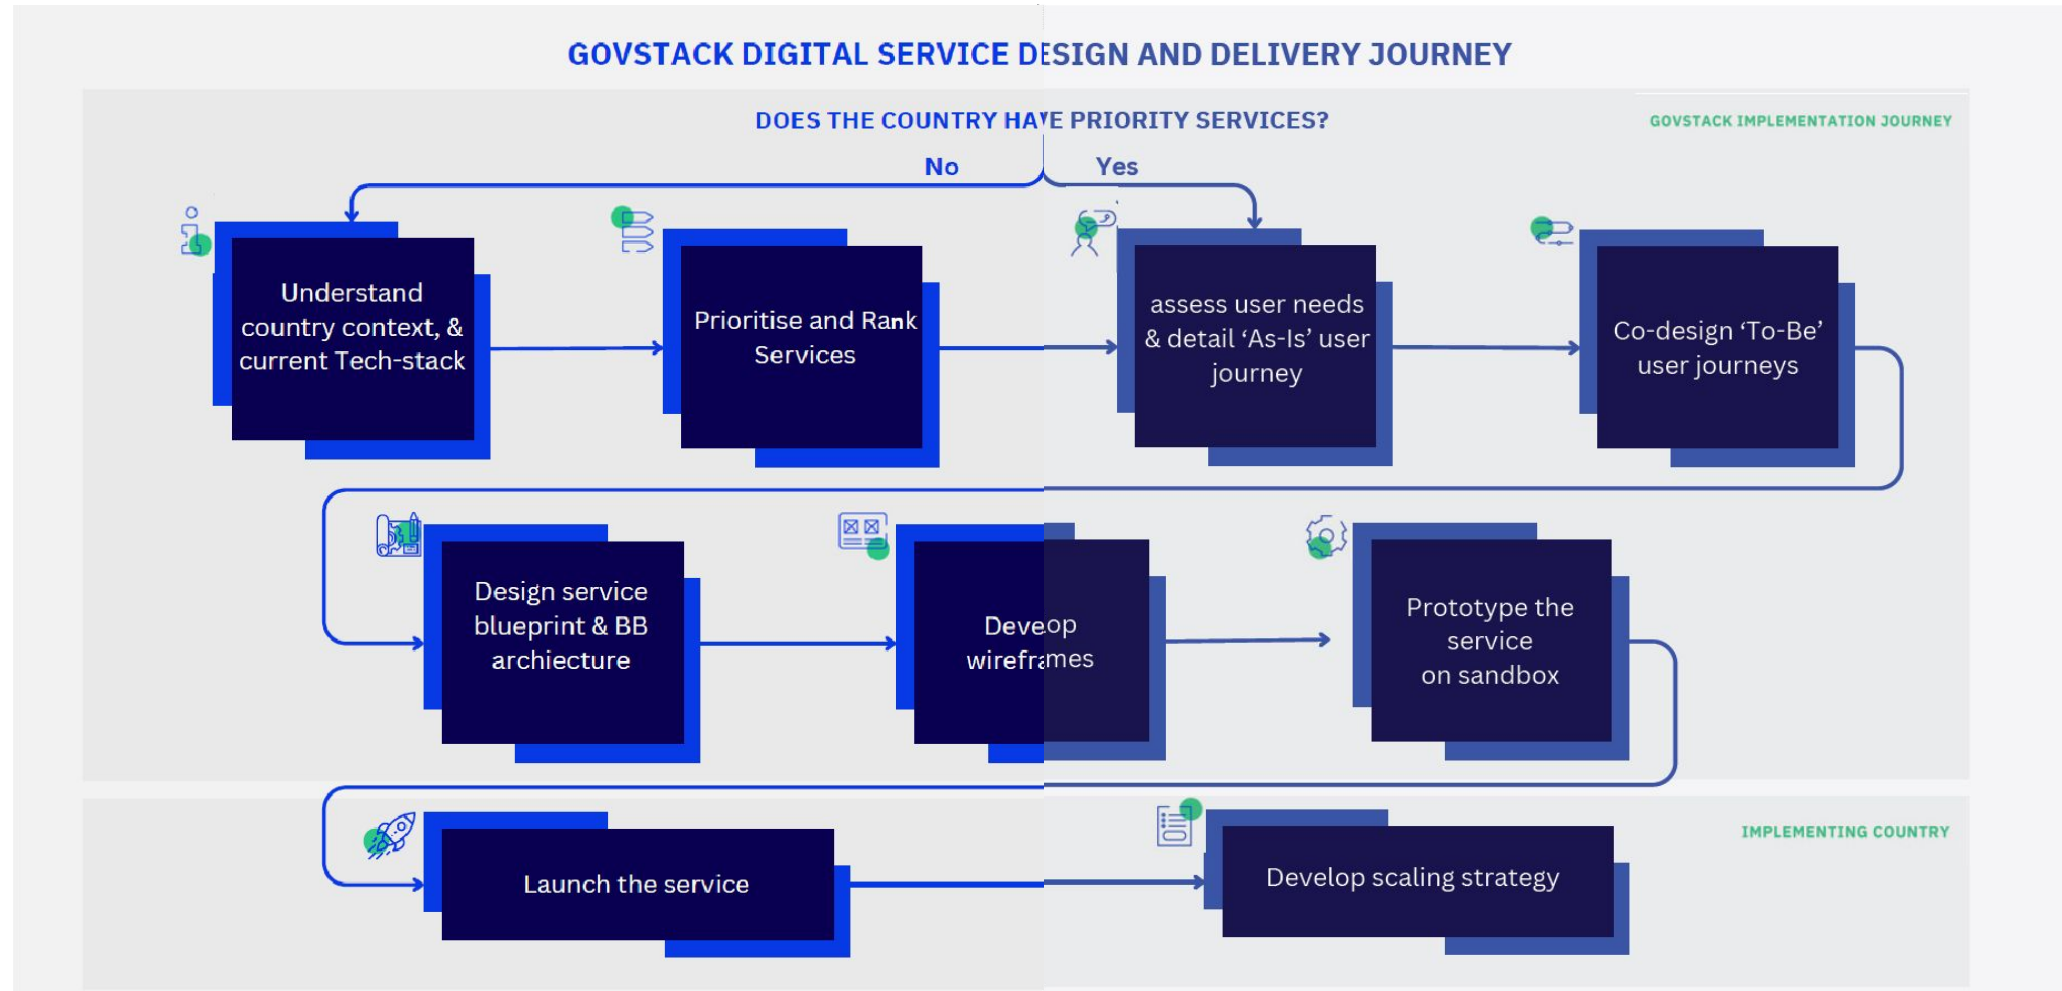 GOVSTACK DIGITAL SERVICE DESIGN AND DELIVERY JOURNEY
DOES THE COUNTRY HAVE PRIORITY SERVICES?
GOVSTACK IMPLEMENTATION JOURNEY
No
Yes
Understand
country context, &
current Tech-stack
Prioritise and Rank
Services
assess user needs
& detail ‘As-Is’ user
journey
Co-design ‘To-Be’
user journeys
Design service
blueprint & BB
archiecture
Develop
wireframes
Prototype the
service
on sandbox
IMPLEMENTING COUNTRY
Launch the service
Develop scaling strategy